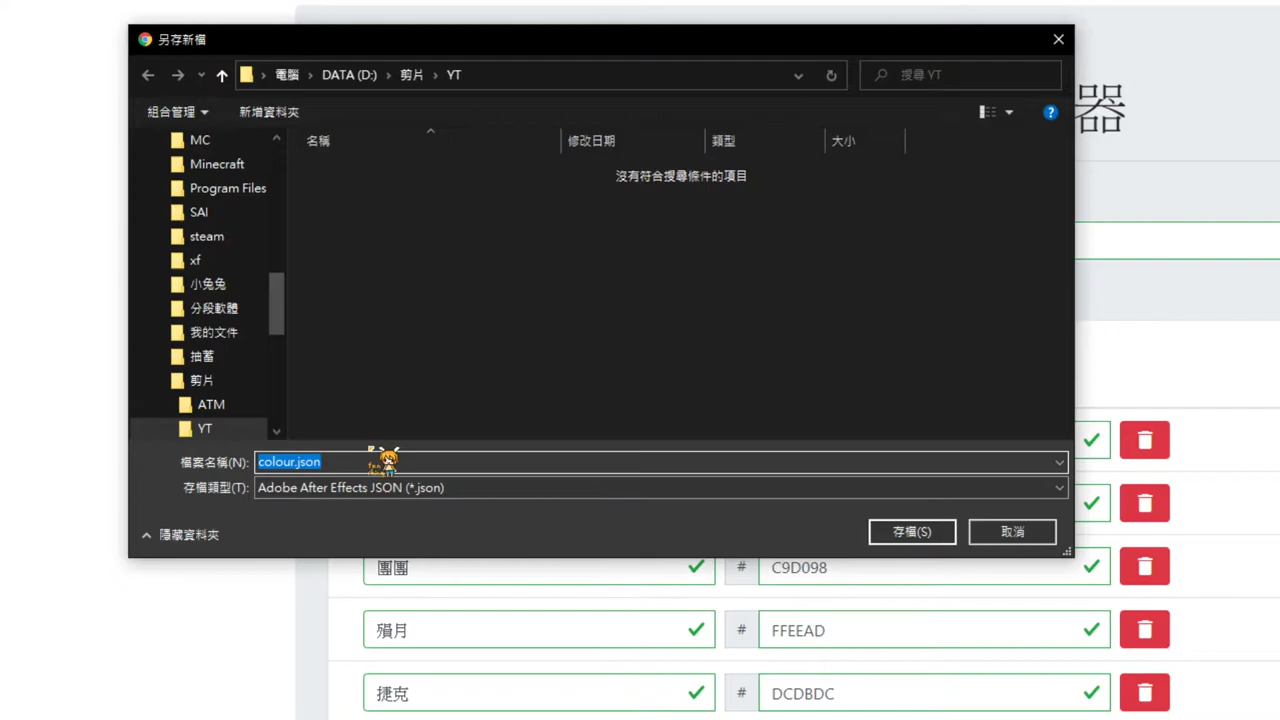 另存新檔
器
電腦 › DATA (D:) › 剪片 › YT
搜尋 YT
組合管理
新增資料夾
名稱
修改日期
類型
大小
沒有符合搜尋條件的項目
MC
Minecraft
Program Files
SAI
steam
xf
小兔兔
分段軟體
我的文件
抽蓄
剪片
ATM
YT
檔案名稱(N):
colour.json
存檔類型(T):
Adobe After Effects JSON (*.json)
隱藏資料夾
存檔(S)
取消
團團
# C9D098
殞月
# FFEEAD
捷克
# DCDBDC